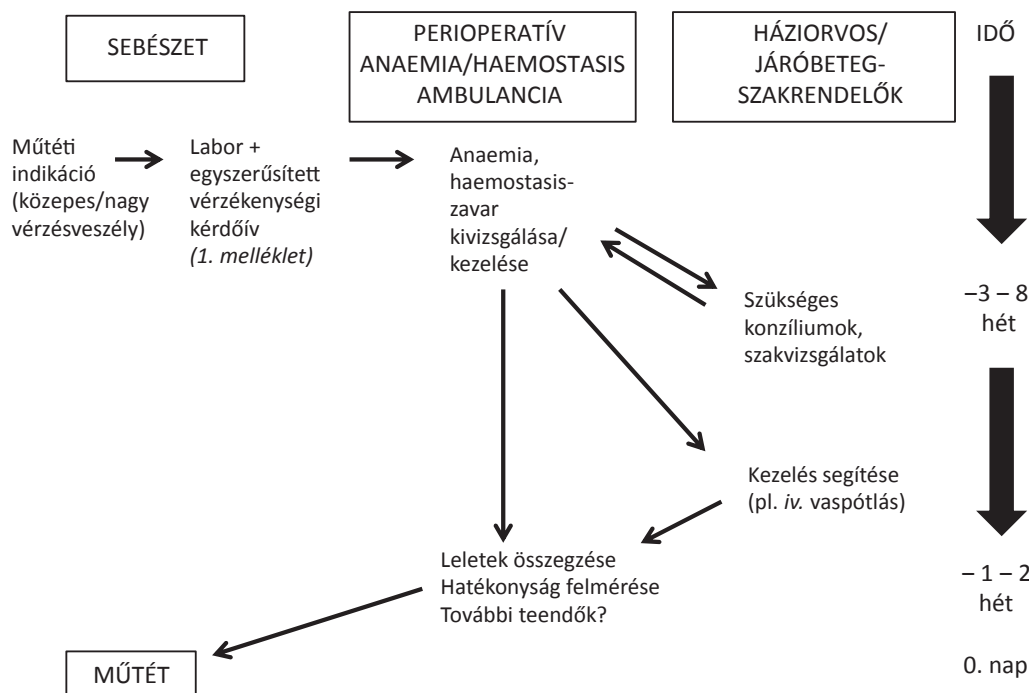 SEBÉSZET
PERIOPERATÍV
ANAEMIA/HAEMOSTASIS
AMBULANCIA
HÁZIORVOS/
JÁRÓBETEG-
SZAKRENDELŐK
IDŐ
Műtéti
indikáció
(közepes/nagy
vérzésveszély)
Labor +
egyszerűsített
vérzékenységi
kérdőív
(1. melléklet)
Anaemia,
haemostasis-
zavar
kivizsgálása/
kezelése
Szükséges
konzíliumok,
szakvizsgálatok
−3 – 8
hét
Kezelés segítése
(pl. iv. vaspótlás)
Leletek összegzése
Hatékonyság felmérése
További teendők?
– 1 – 2
hét
MŰTÉT
0. nap